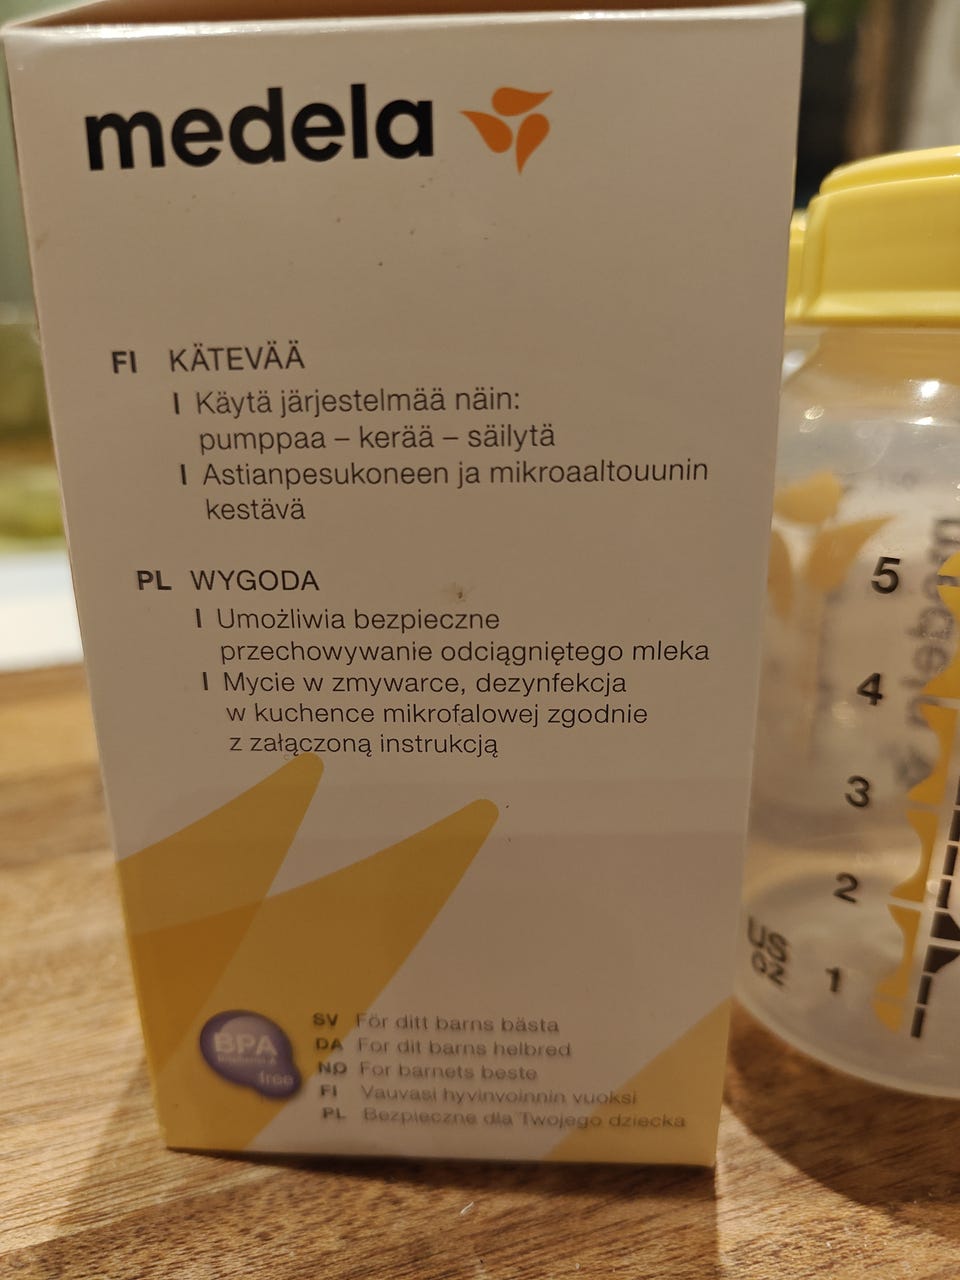 medela
FI KÄTEVÄÄ
I Käytä järjestelmää näin:
pumppaa – kerää – säilytä
I Astianpesukoneen ja mikroaaltouunin
kestävä
PL WYGODA
I Umożliwia bezpieczne
przechowywanie odciągniętego mleka
I Mycie w zmywarce, dezynfekcja
w kuchence mikrofalowej zgodnie
z załączoną instrukcją
BPA
free
SV För ditt barns bästa
DA For dit barns helbred
NO For barnets beste
FI Vauvasi hyvinvoinnin vuoksi
PL Bezpieczne dla Twojego dziecka
5
4
3
2
1
US
oz
medela